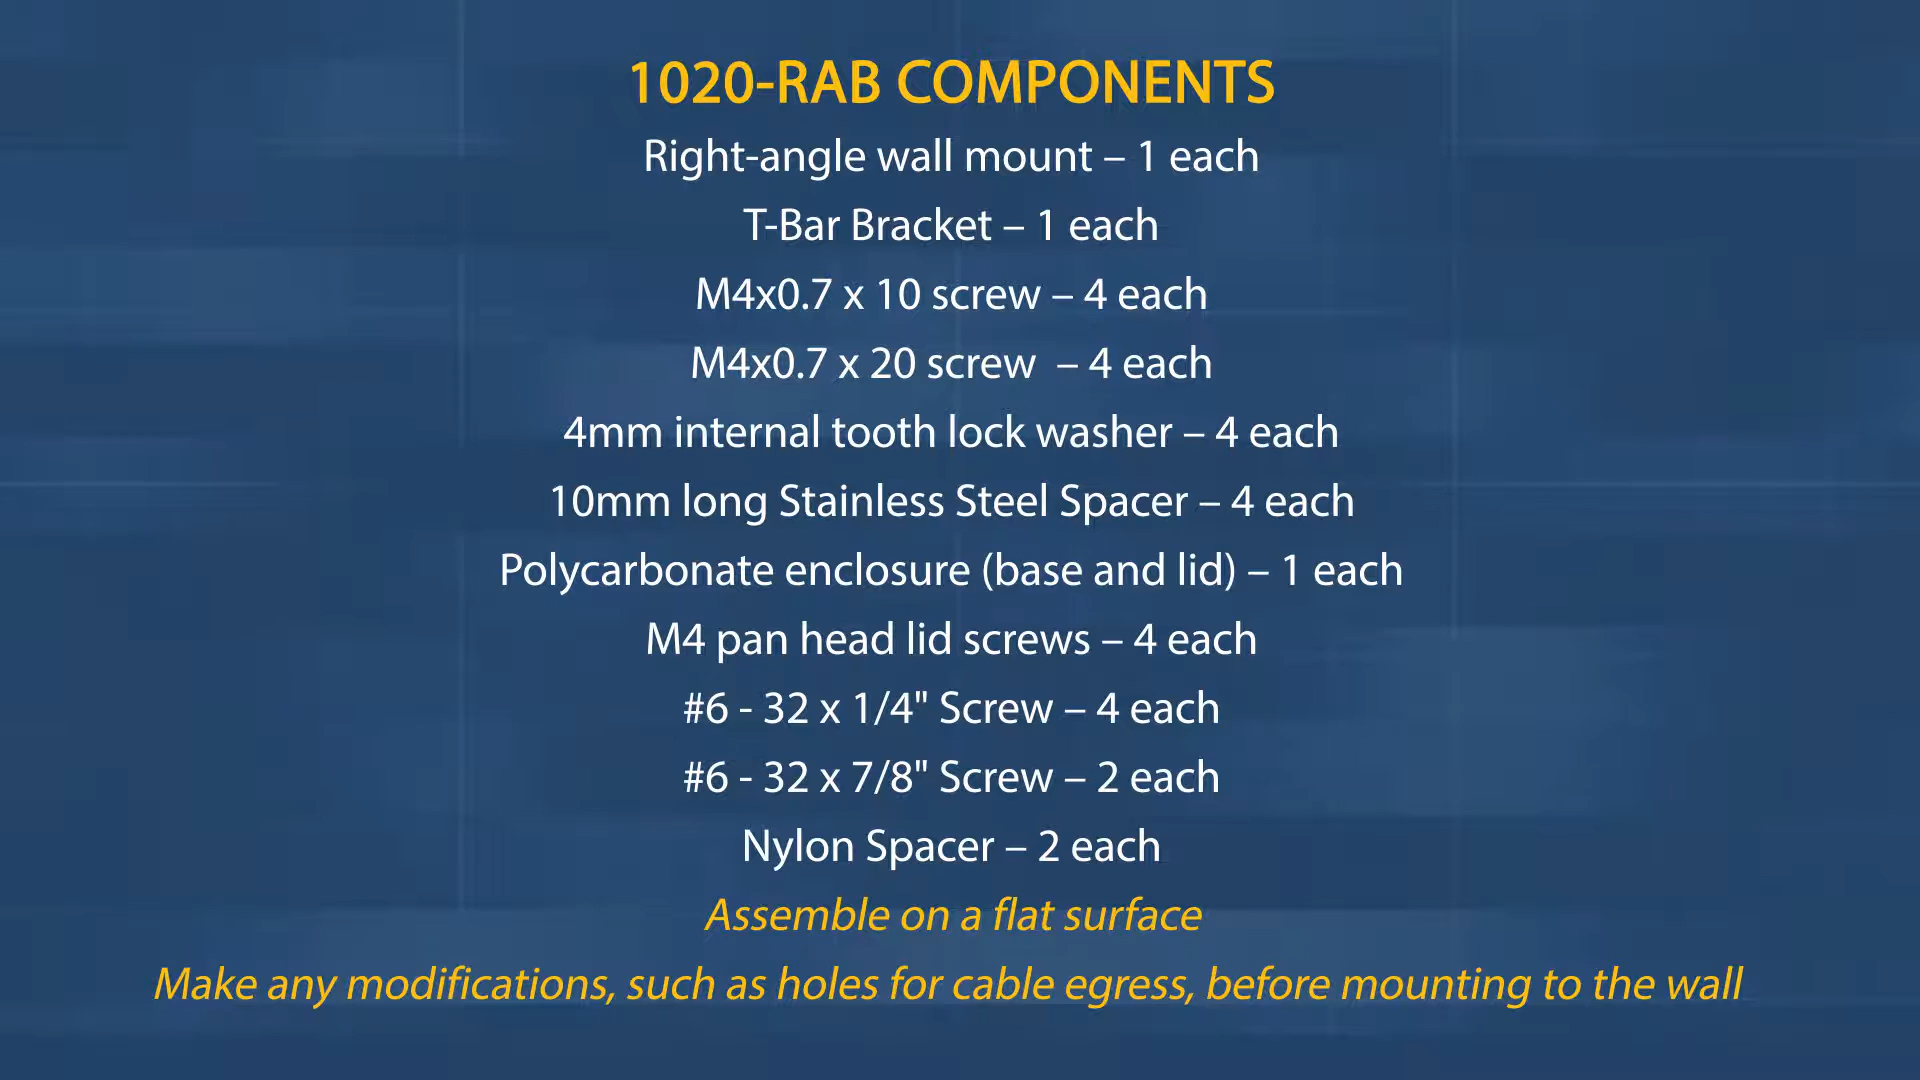 1020-RAB COMPONENTS
Right-angle wall mount – 1 each
T-Bar Bracket – 1 each
M4x0.7 x 10 screw – 4 each
M4x0.7 x 20 screw  – 4 each
4mm internal tooth lock washer – 4 each
10mm long Stainless Steel Spacer – 4 each
Polycarbonate enclosure (base and lid) – 1 each
M4 pan head lid screws – 4 each
#6 - 32 x 1/4" Screw – 4 each
#6 - 32 x 7/8" Screw – 2 each
Nylon Spacer – 2 each
Assemble on a flat surface
Make any modifications, such as holes for cable egress, before mounting to the wall